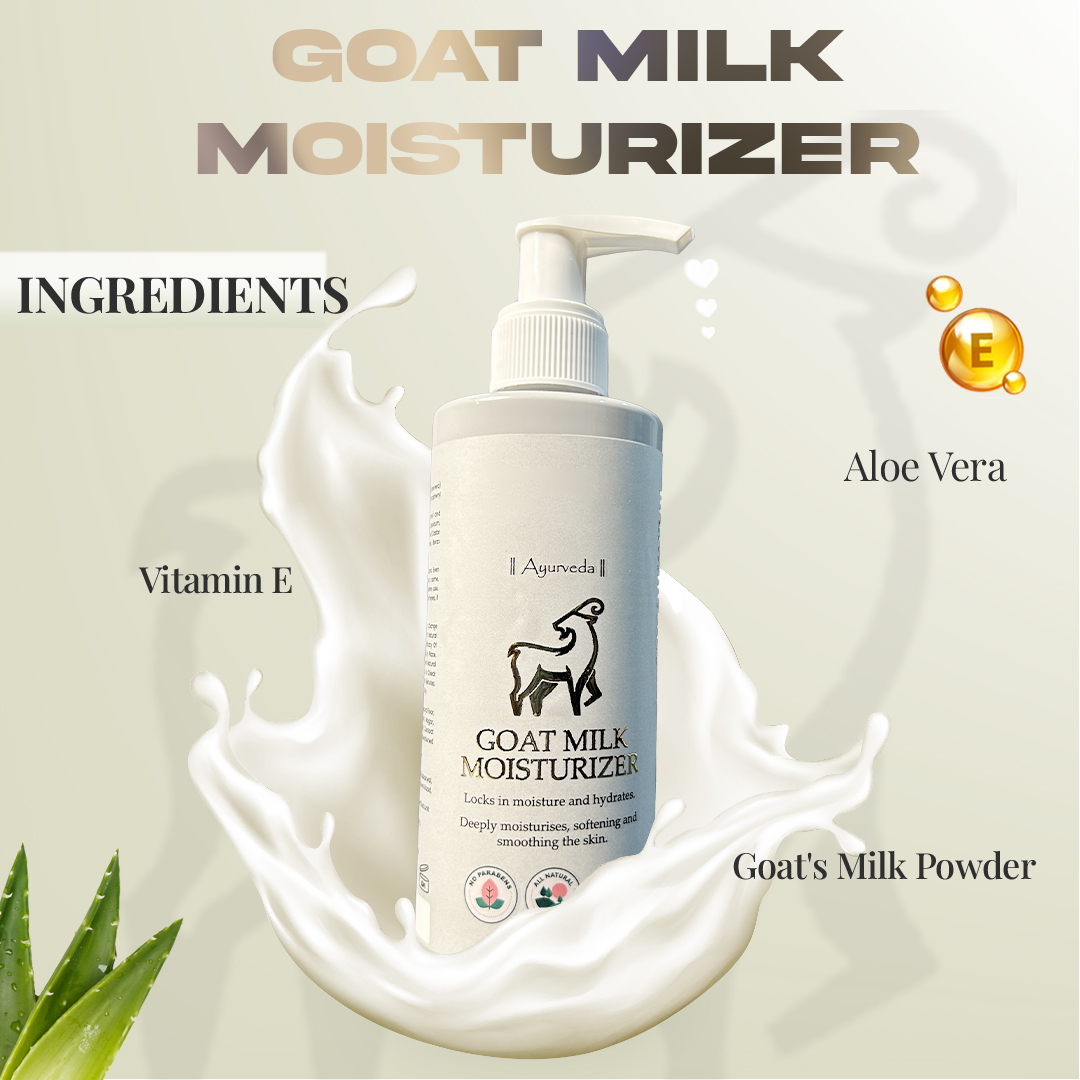 GOAT MILK
MOISTURIZER
INGREDIENTS
E
Aloe Vera
Vitamin E
|| Ayurveda ||
GOAT MILK
MOISTURIZER
Locks in moisture and hydrates.
Deeply moisturises, softening and
smoothing the skin.
NO PARABENS
ALL NATURAL
Goat's Milk Powder